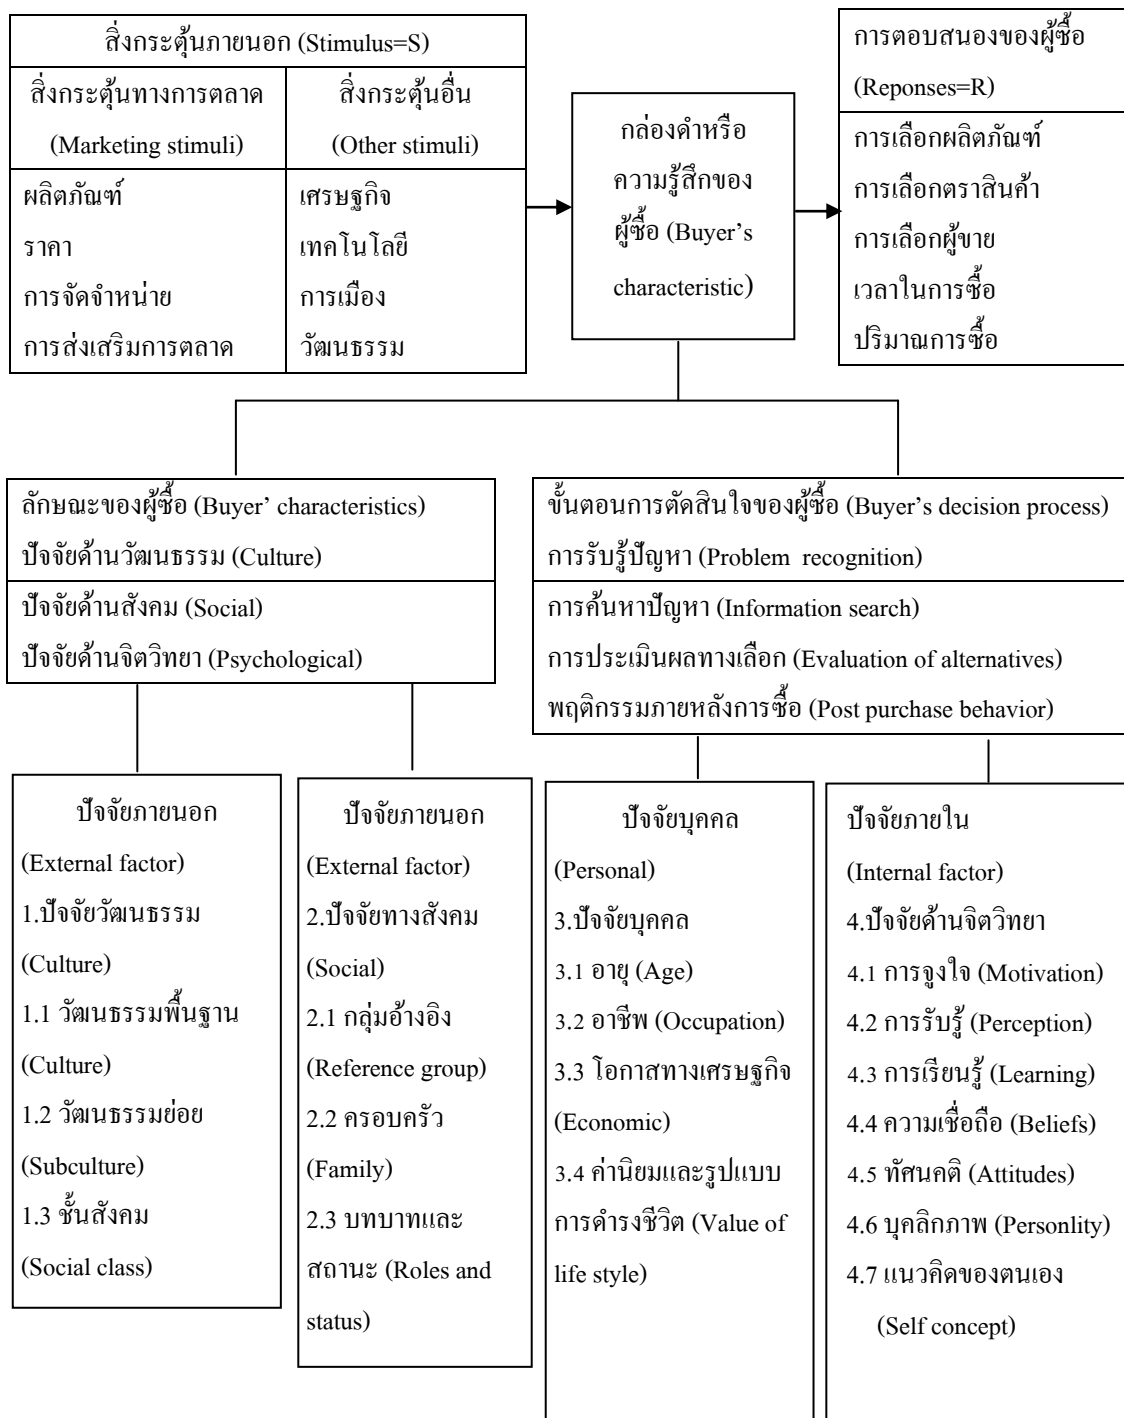 สิ่งกระตุ้นภายนอก (Stimulus=S)
สิ่งกระตุ้นทางการตลาด
(Marketing stimuli)
สิ่งกระตุ้นอื่น
(Other stimuli)
ผลิตภัณฑ์
ราคา
การจัดจำหน่าย
การส่งเสริมการตลาด
เศรษฐกิจ
เทคโนโลยี
การเมือง
วัฒนธรรม
กล่องดำหรือ
ความรู้สึกของ
ผู้ซื้อ (Buyer's
characteristic)
การตอบสนองของผู้ซื้อ
(Reponses=R)
การเลือกผลิตภัณฑ์
การเลือกตราสินค้า
การเลือกผู้ขาย
เวลาในการซื้อ
ปริมาณการซื้อ
ลักษณะของผู้ซื้อ (Buyer' characteristics)
ปัจจัยด้านวัฒนธรรม (Culture)
ปัจจัยด้านสังคม (Social)
ปัจจัยด้านจิตวิทยา (Psychological)
ขั้นตอนการตัดสินใจของผู้ซื้อ (Buyer's decision process)
การรับรู้ปัญหา (Problem recognition)
การค้นหาปัญหา (Information search)
การประเมินผลทางเลือก (Evaluation of alternatives)
พฤติกรรมภายหลังการซื้อ (Post purchase behavior)
ปัจจัยภายนอก
(External factor)
1.ปัจจัยวัฒนธรรม
(Culture)
1.1 วัฒนธรรมพื้นฐาน
(Culture)
1.2 วัฒนธรรมย่อย
(Subculture)
1.3 ชั้นสังคม
(Social class)
ปัจจัยภายนอก
(External factor)
2.ปัจจัยทางสังคม
(Social)
2.1 กลุ่มอ้างอิง
(Reference group)
2.2 ครอบครัว
(Family)
2.3 บทบาทและ
สถานะ (Roles and
status)
ปัจจัยบุคคล
(Personal)
3.ปัจจัยบุคคล
3.1 อายุ (Age)
3.2 อาชีพ (Occupation)
3.3 โอกาสทางเศรษฐกิจ
(Economic)
3.4 ค่านิยมและรูปแบบ
การดำรงชีวิต (Value of
life style)
ปัจจัยภายใน
(Internal factor)
4.ปัจจัยด้านจิตวิทยา
4.1 การจูงใจ (Motivation)
4.2 การรับรู้ (Perception)
4.3 การเรียนรู้ (Learning)
4.4 ความเชื่อถือ (Beliefs)
4.5 ทัศนคติ (Attitudes)
4.6 บุคลิกภาพ (Personlity)
4.7 แนวคิดของตนเอง
(Self concept)